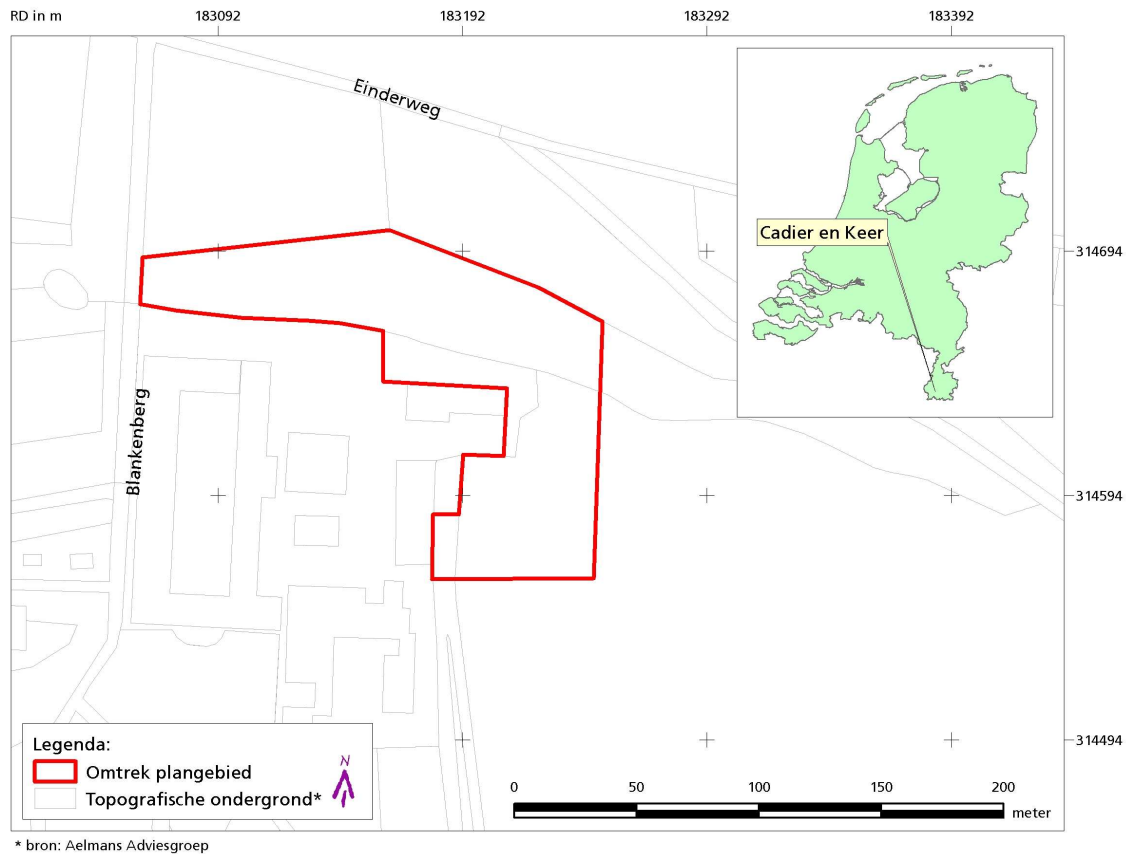 RD in m
183092
183192
183292
183392
Einderweg
Cadier en Keer
314694
Blankenberg
314594
314494
Legenda:
Omtrek plangebied
Topografische ondergrond*
N
0
50
100
150
200
meter
* bron: Aelmans Adviesgroep